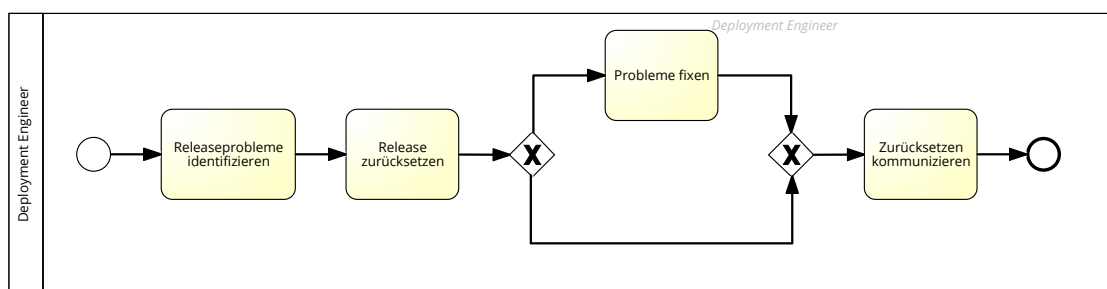 Deployment Engineer
Deployment Engineer
Probleme fixen
Releaseprobleme
identifizieren
Release
zurücksetzen
X
X
Zurücksetzen
kommunizieren